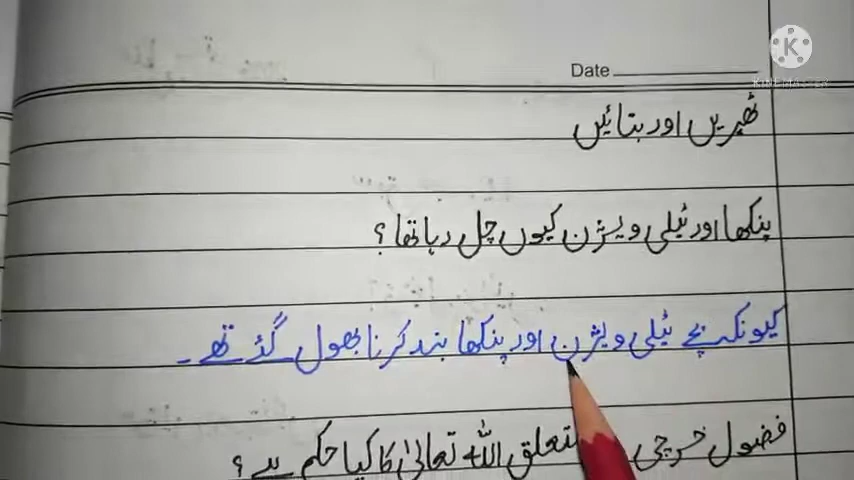 Date
ٹھہریں اور بتائیں
پنکھا اور ٹیلی ویژن کیوں چل رہا تھا؟
کیونکہ بچے ٹیلی ویژن اور پنکھا بند کرنا بھول گئے تھے۔
فضول خرچی متعلق اللہ تعالیٰ کا کیا حکم ہے؟